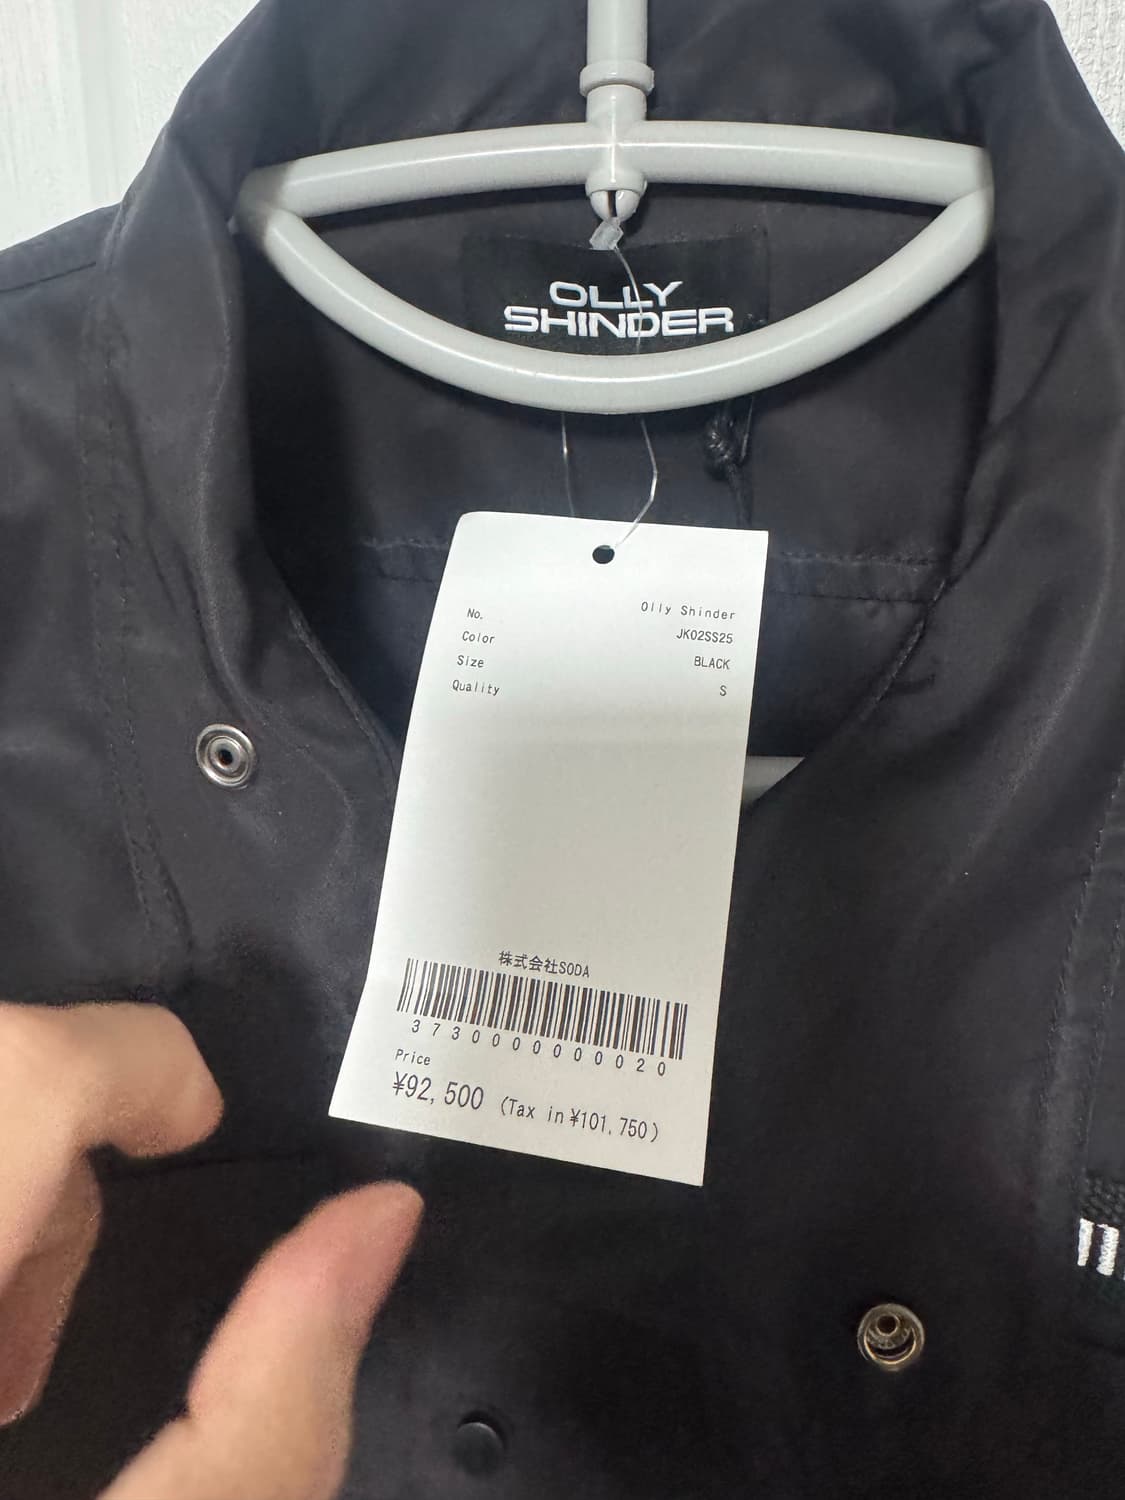 OLLY
SHINDER
Olly Shinder
No. JK02SS25
Color BLACK
Size S
Quality
株式会社SODA
3730000000020
Price
¥92,500 (Tax in ¥101,750)